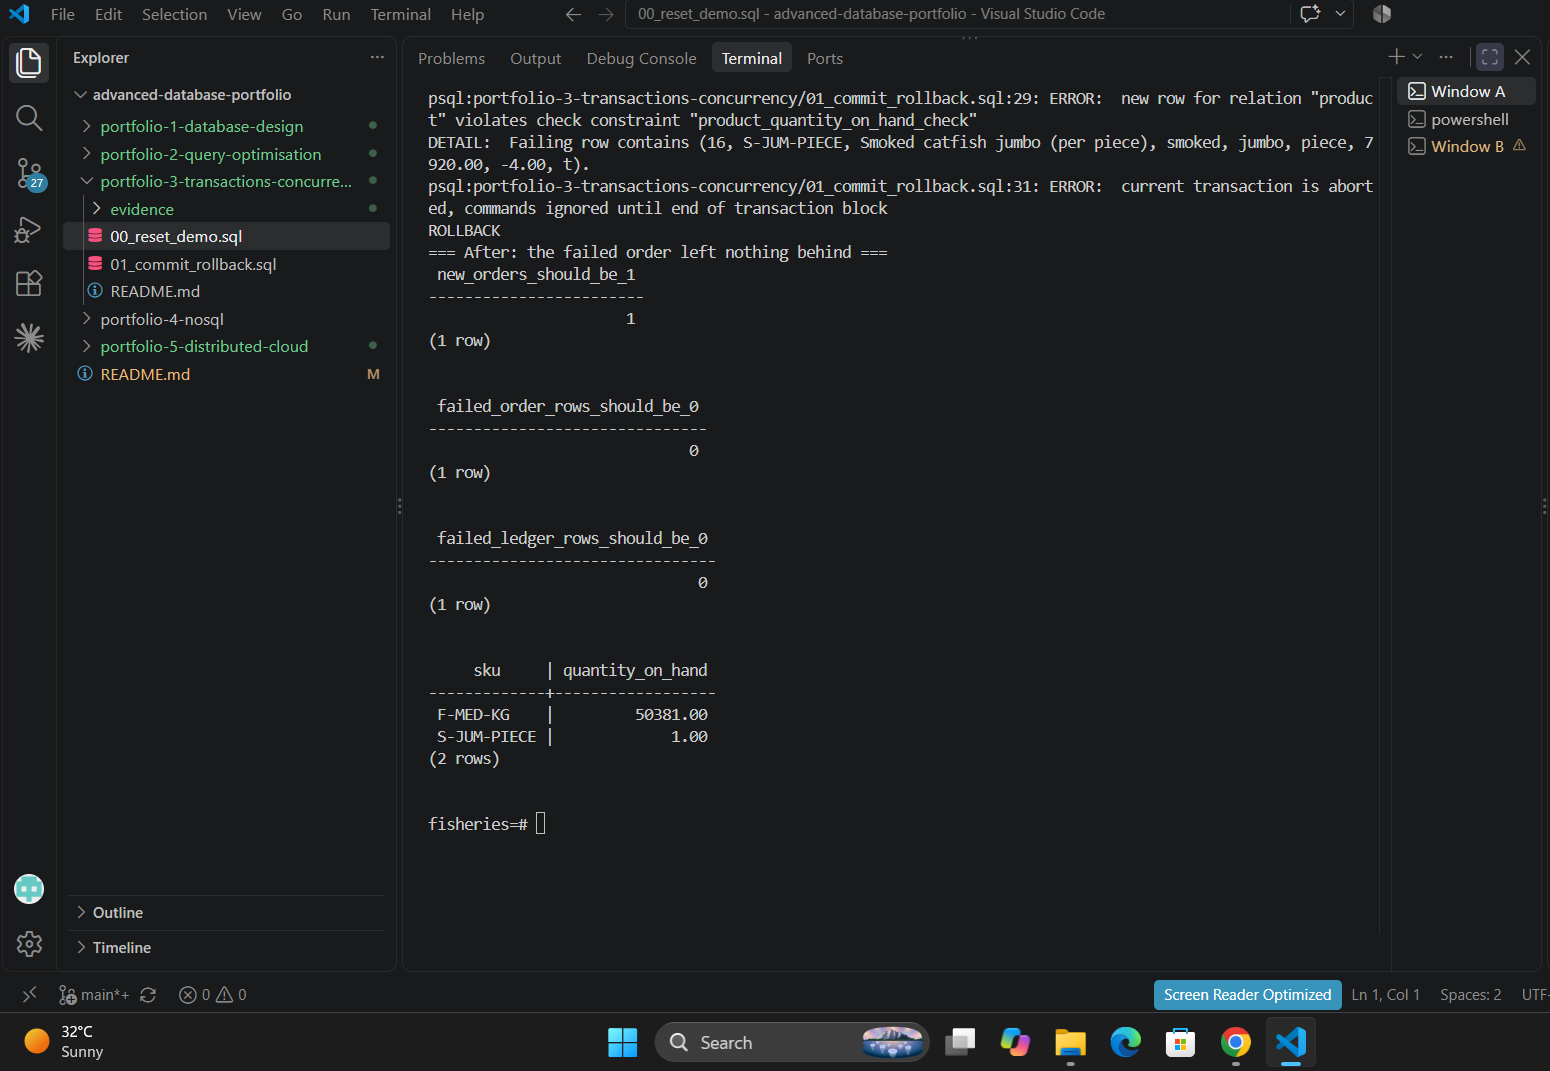 File Edit Selection View Go Run Terminal Help
00_reset_demo.sql - advanced-database-portfolio - Visual Studio Code
Explorer
advanced-database-portfolio
portfolio-1-database-design
portfolio-2-query-optimisation
portfolio-3-transactions-concurre...
evidence
00_reset_demo.sql
01_commit_rollback.sql
README.md
portfolio-4-nosql
portfolio-5-distributed-cloud
README.md M
27
Outline
Timeline
Problems Output Debug Console Terminal Ports
psql:portfolio-3-transactions-concurrency/01_commit_rollback.sql:29: ERROR:  new row for relation "produc
t" violates check constraint "product_quantity_on_hand_check"
DETAIL:  Failing row contains (16, S-JUM-PIECE, Smoked catfish jumbo (per piece), smoked, jumbo, piece, 7
920.00, -4.00, t).
psql:portfolio-3-transactions-concurrency/01_commit_rollback.sql:31: ERROR:  current transaction is abort
ed, commands ignored until end of transaction block
ROLLBACK
=== After: the failed order left nothing behind ===
new_orders_should_be_1
------------------------
1
(1 row)
failed_order_rows_should_be_0
-------------------------------
0
(1 row)
failed_ledger_rows_should_be_0
--------------------------------
0
(1 row)
sku | quantity_on_hand
-------------+------------------
F-MED-KG | 50381.00
S-JUM-PIECE | 1.00
(2 rows)
fisheries=#
Window A
powershell
Window B
main*+ 0 0
Screen Reader Optimized Ln 1, Col 1 Spaces: 2 UTF-
32°C
Sunny
Search